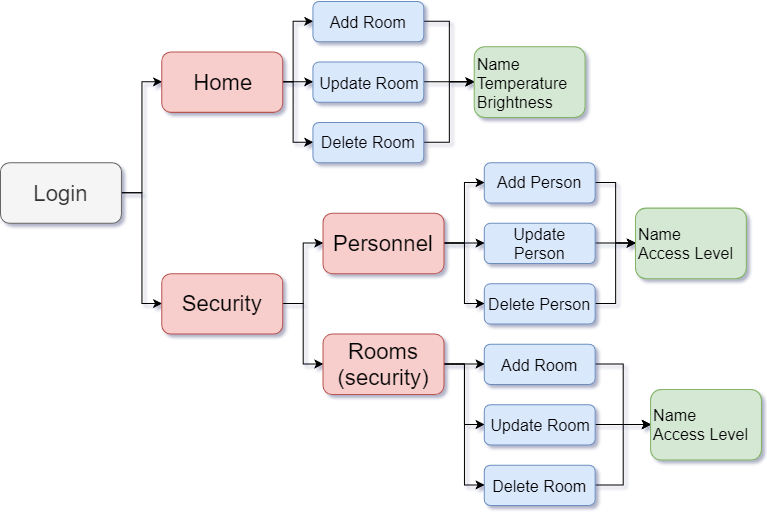 Login
Home
Add Room
Update Room
Delete Room
Name
Temperature
Brightness
Security
Personnel
Add Person
Update
Person
Delete Person
Name
Access Level
Rooms
(security)
Add Room
Update Room
Delete Room
Name
Access Level